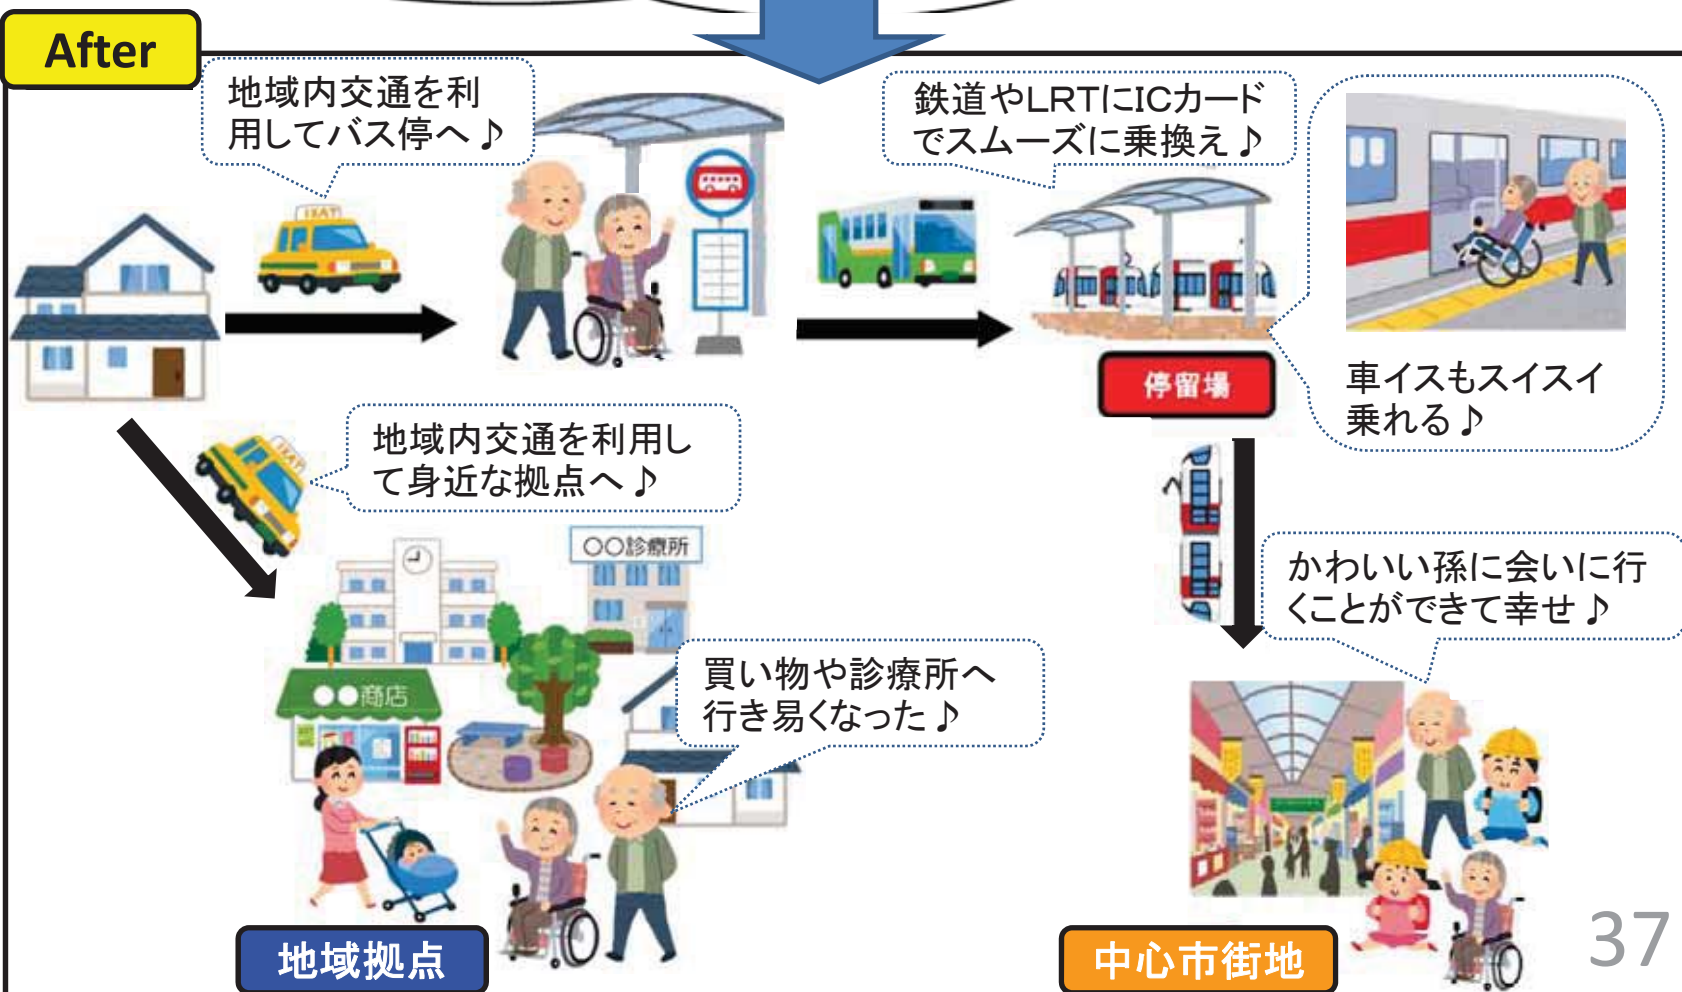 After
地域内交通を利
用してバス停へ♪
鉄道やLRTにICカード
でスムーズに乗換え♪
TAXI
停留場
車イスもスイスイ
乗れる♪
地域内交通を利用し
て身近な拠点へ♪
TAXI
〇〇診療所
●●商店
買い物や診療所へ
行き易くなった♪
かわいい孫に会いに行
くことができて幸せ♪
地域拠点
中心市街地
37